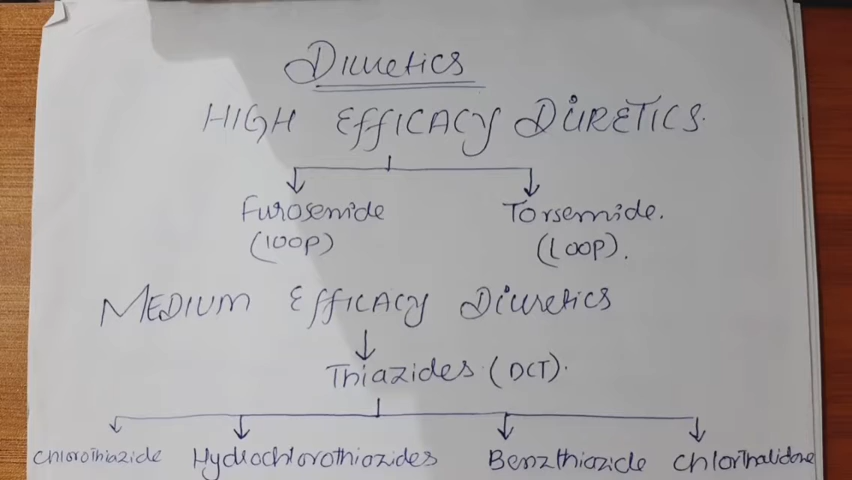 Diuretics
HIGH EFFICACY DIURETICS.
Furosemide Torsemide.
(loop) (Loop).
MEDIUM EFFICACY Diuretics
Thiazides (DCT).
Chlorothiazide Hydrochlorothiazides Benzthiazide Chlorthalidone